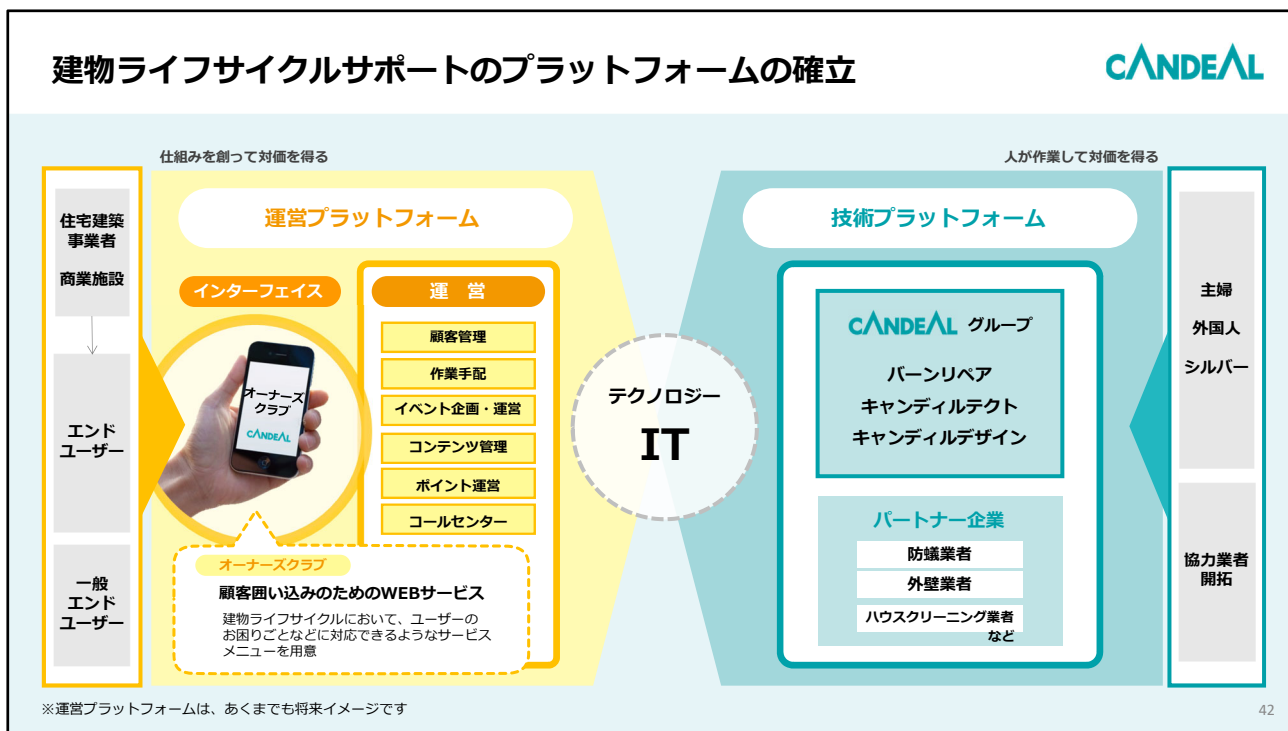 建物ライフサイクルサポートのプラットフォームの確立
CANDEAL
仕組みを創って対価を得る
人が作業して対価を得る
住宅建築
事業者
商業施設
エンド
ユーザー
一般
エンド
ユーザー
運営プラットフォーム
インターフェイス
オーナーズ
クラブ
CANDEAL
運 営
顧客管理
作業手配
イベント企画・運営
コンテンツ管理
ポイント運営
コールセンター
オーナーズクラブ
顧客囲い込みのためのWEBサービス
建物ライフサイクルにおいて、ユーザーの
お困りごとなどに対応できるようなサービス
メニューを用意
テクノロジー
IT
技術プラットフォーム
CANDEAL グループ
バーンリペア
キャンディルテクト
キャンディルデザイン
パートナー企業
防蟻業者
外壁業者
ハウスクリーニング業者
など
主婦
外国人
シルバー
協力業者
開拓
※運営プラットフォームは、あくまでも将来イメージです
42